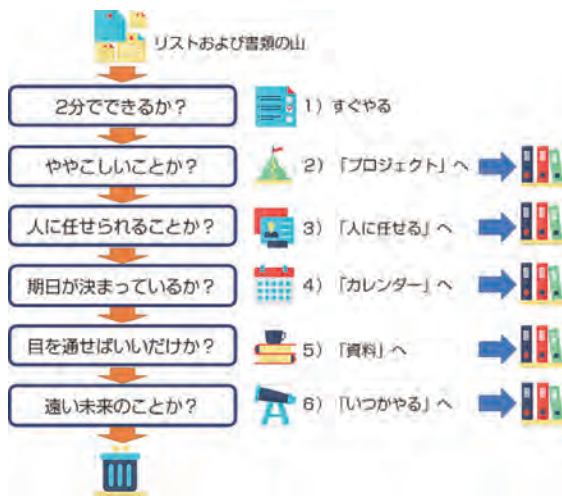 リストおよび書類の山
2分でできるか？
1）すぐやる
ややこしいことか？
2）「プロジェクト」へ
人に任せられることか？
3）「人に任せる」へ
期日が決まっているか？
4）「カレンダー」へ
目を通せばいいだけか？
5）「資料」へ
遠い未来のことか？
6）「いつかやる」へ